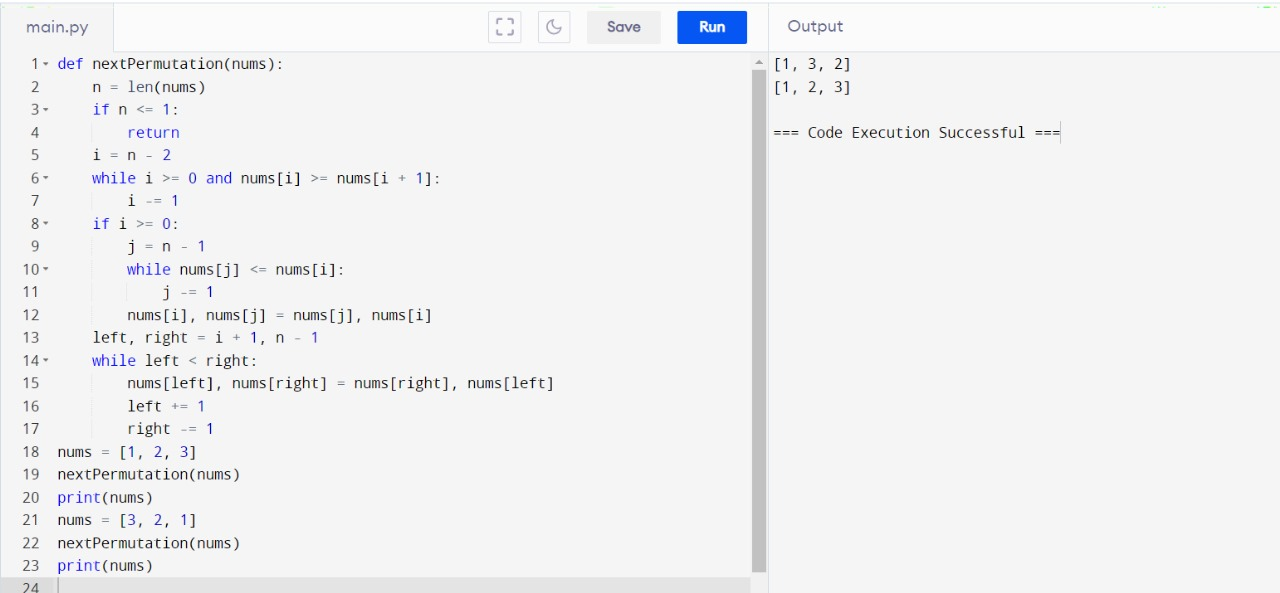 main.py
Save
Run
Output
1 def nextPermutation(nums):
2     n = len(nums)
3     if n <= 1:
4         return
5     i = n - 2
6     while i >= 0 and nums[i] >= nums[i + 1]:
7         i -= 1
8     if i >= 0:
9         j = n - 1
10         while nums[j] <= nums[i]:
11             j -= 1
12         nums[i], nums[j] = nums[j], nums[i]
13     left, right = i + 1, n - 1
14     while left < right:
15         nums[left], nums[right] = nums[right], nums[left]
16         left += 1
17         right -= 1
18 nums = [1, 2, 3]
19 nextPermutation(nums)
20 print(nums)
21 nums = [3, 2, 1]
22 nextPermutation(nums)
23 print(nums)
24
[1, 3, 2]
[1, 2, 3]
=== Code Execution Successful ===